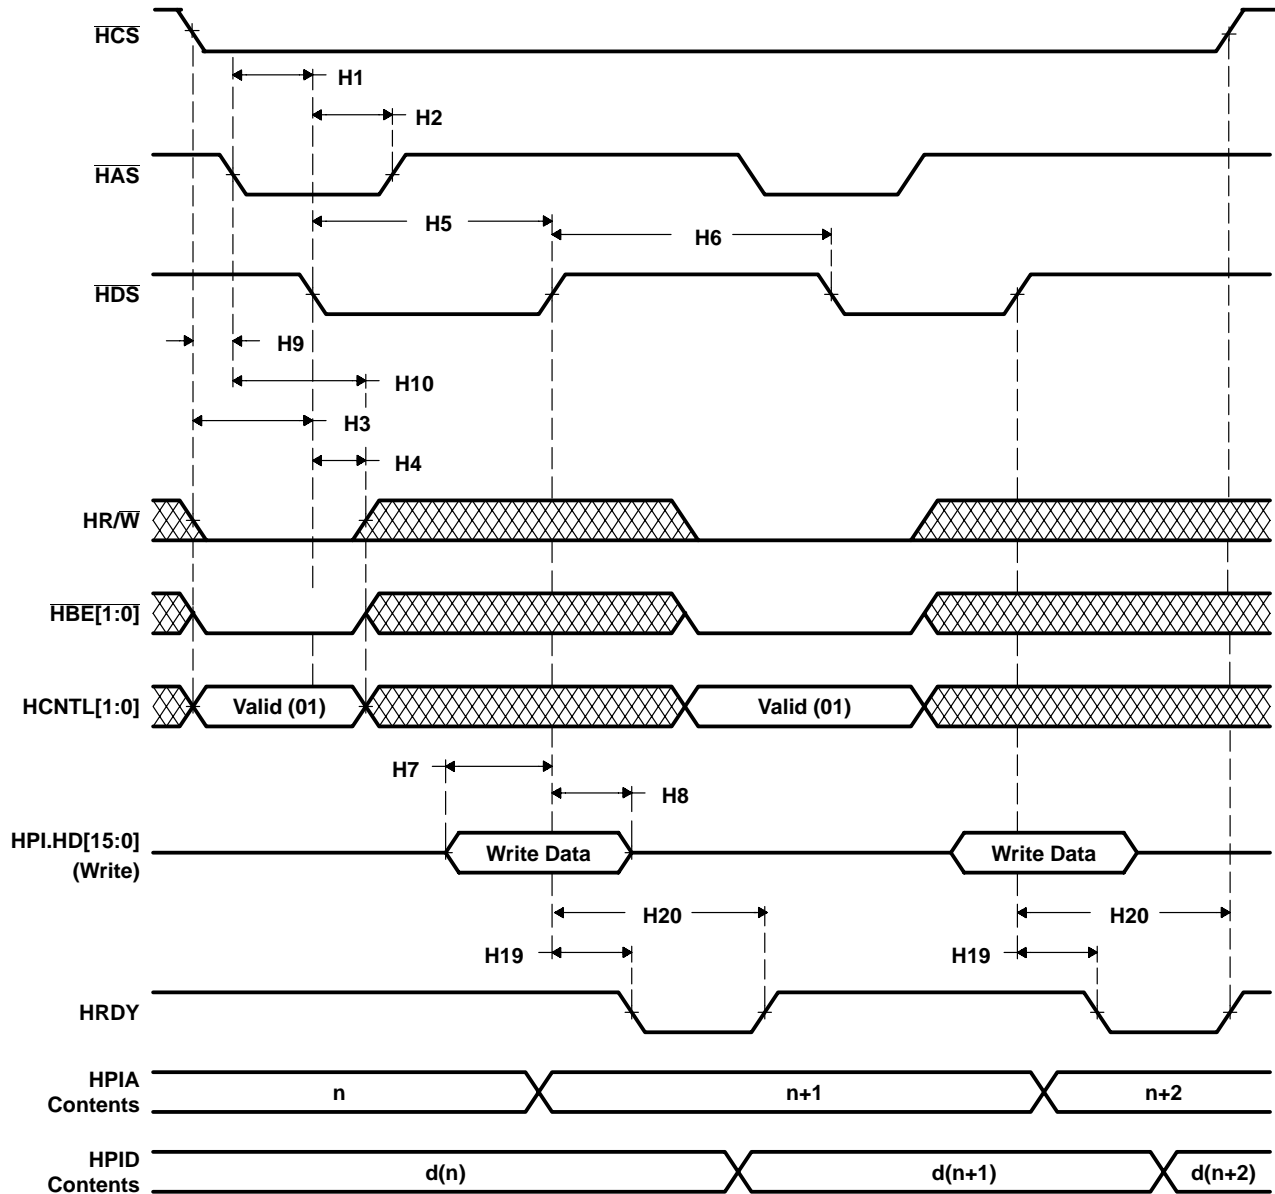 HCS
H1
H2
HAS
H5
H6
HDS
H9
H10
H3
H4
HR/W
HBE[1:0]
HCNTL[1:0]
Valid (01)
Valid (01)
H7
H8
HPI.HD[15:0]
(Write)
Write Data
Write Data
H20
H20
H19
H19
HRDY
HPIA
Contents
n
n+1
n+2
HPID
Contents
d(n)
d(n+1)
d(n+2)